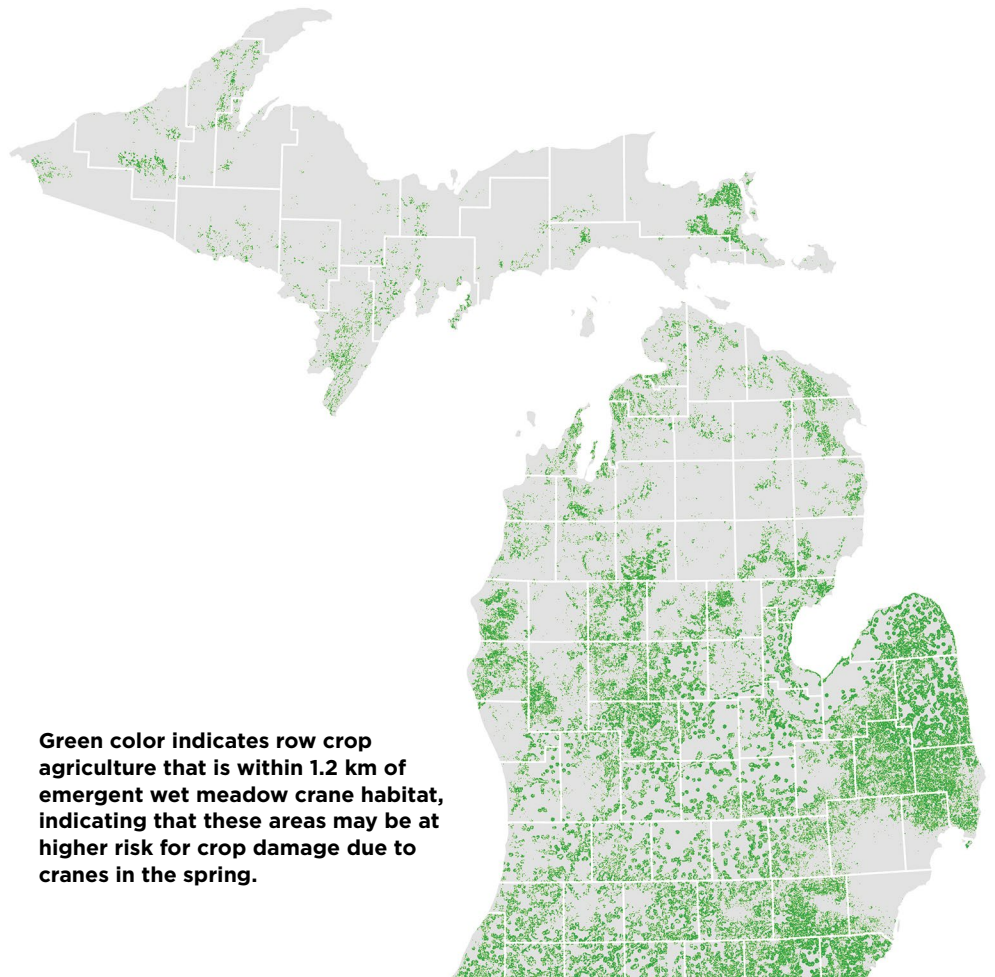 Green color indicates row crop
agriculture that is within 1.2 km of
emergent wet meadow crane habitat,
indicating that these areas may be at
higher risk for crop damage due to
cranes in the spring.